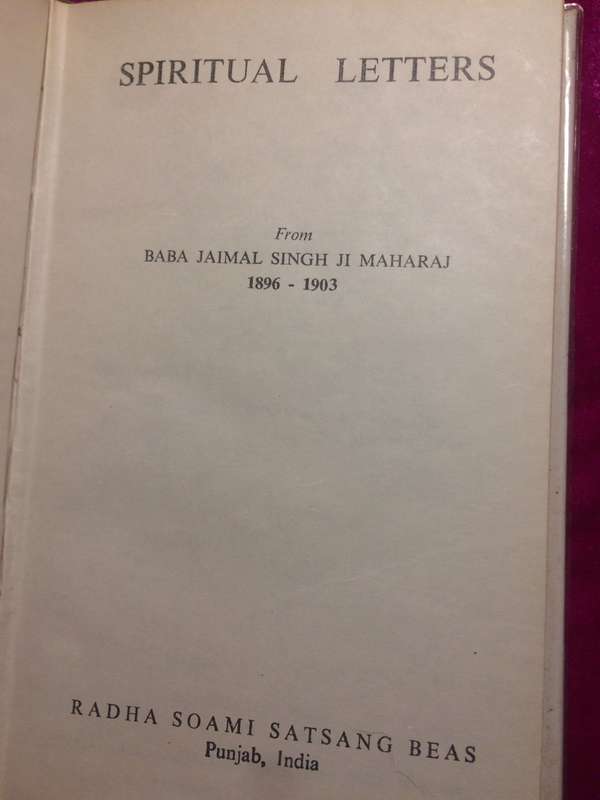 SPIRITUAL LETTERS
From
BABA JAIMAL SINGH JI MAHARAJ
1896 - 1903
RADHA SOAMI SATSANG BEAS
Punjab, India